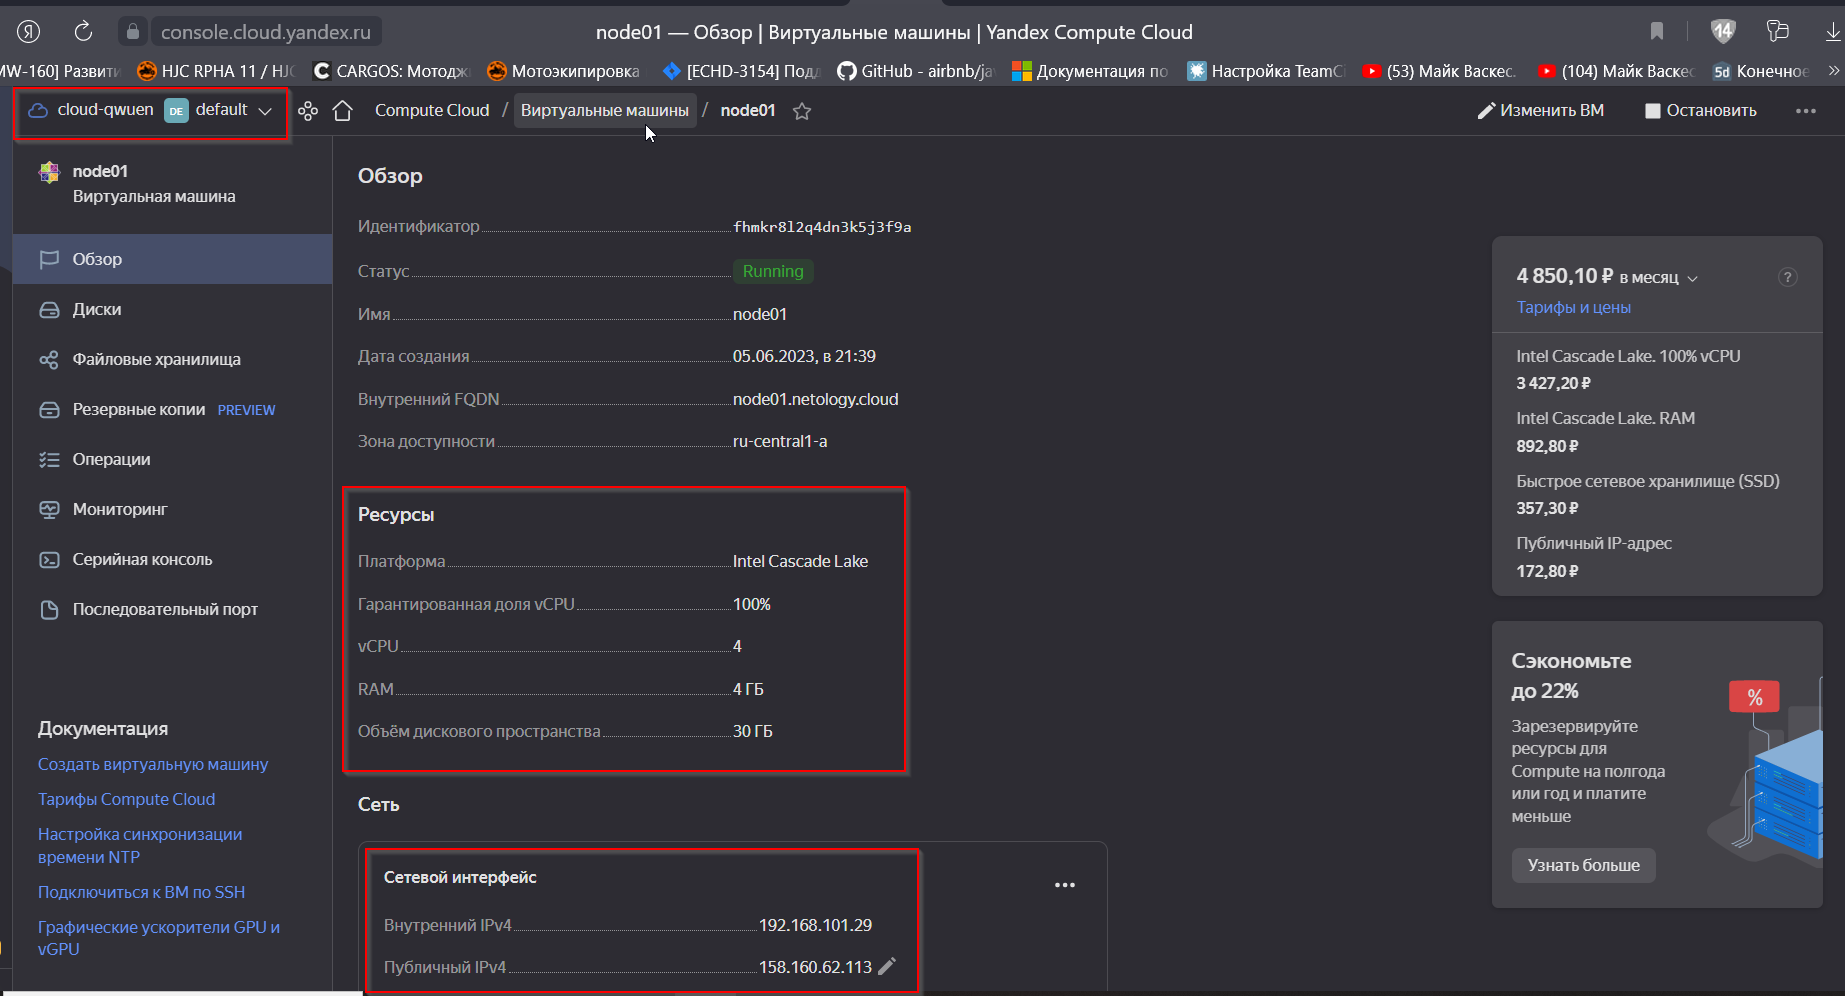 console.cloud.yandex.ru
node01 — Обзор | Виртуальные машины | Yandex Compute Cloud
14
MW-160] Развити
HJC RPHA 11 / HJC
CARGOS: Мотодж
Мотоэкипировка
[ECHD-3154] Подд
GitHub - airbnb/ja
Документация по
Настройка TeamCi
(53) Майк Васкес.
(104) Майк Васкес
5d Конечное
cloud-qwuen DE default
Compute Cloud / Виртуальные машины / node01
Изменить ВМ
Остановить
node01
Виртуальная машина
Обзор
Диски
Файловые хранилища
Резервные копии PREVIEW
Операции
Мониторинг
Серийная консоль
Последовательный порт
Документация
Создать виртуальную машину
Тарифы Compute Cloud
Настройка синхронизации
времени NTP
Подключиться к ВМ по SSH
Графические ускорители GPU и
vGPU
Обзор
Идентификатор fhmkr8l2q4dn3k5j3f9a
Статус Running
Имя node01
Дата создания 05.06.2023, в 21:39
Внутренний FQDN node01.netology.cloud
Зона доступности ru-central1-a
Ресурсы
Платформа Intel Cascade Lake
Гарантированная доля vCPU 100%
vCPU 4
RAM 4 ГБ
Объём дискового пространства 30 ГБ
Сеть
Сетевой интерфейс
Внутренний IPv4 192.168.101.29
Публичный IPv4 158.160.62.113
4 850,10 ₽ в месяц
?
Тарифы и цены
Intel Cascade Lake. 100% vCPU
3 427,20 ₽
Intel Cascade Lake. RAM
892,80 ₽
Быстрое сетевое хранилище (SSD)
357,30 ₽
Публичный IP-адрес
172,80 ₽
Сэкономьте
до 22%
%
Зарезервируйте
ресурсы для
Compute на полгода
или год и платите
меньше
Узнать больше